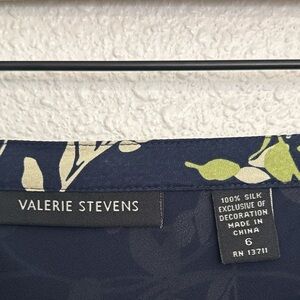 VALERIE STEVENS
100% SILK
EXCLUSIVE OF
DECORATION
MADE IN
CHINA
6
RN 13711